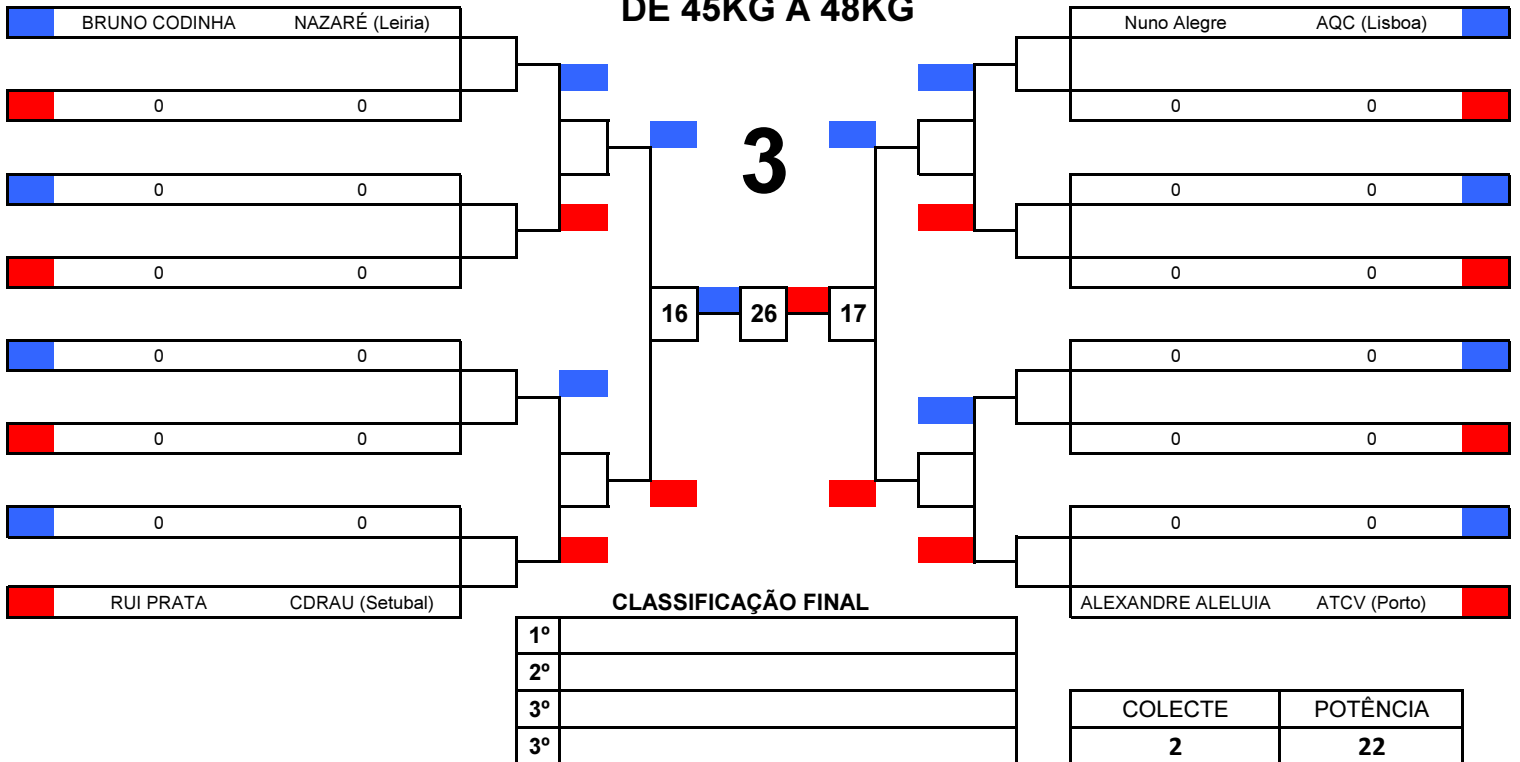 DE 45KG A 48KG
BRUNO CODINHA NAZARÉ (Leiria) Nuno Alegre AQC (Lisboa)
0 0 0 0
3
0 0 0 0
0 0 0 0
16 26 17
0 0 0 0
0 0 0 0
0 0 0 0
RUI PRATA CDRAU (Setubal) CLASSIFICAÇÃO FINAL ALEXANDRE ALELUIA ATCV (Porto)
1º
2º
3º COLECTE POTÊNCIA
3º 2 22